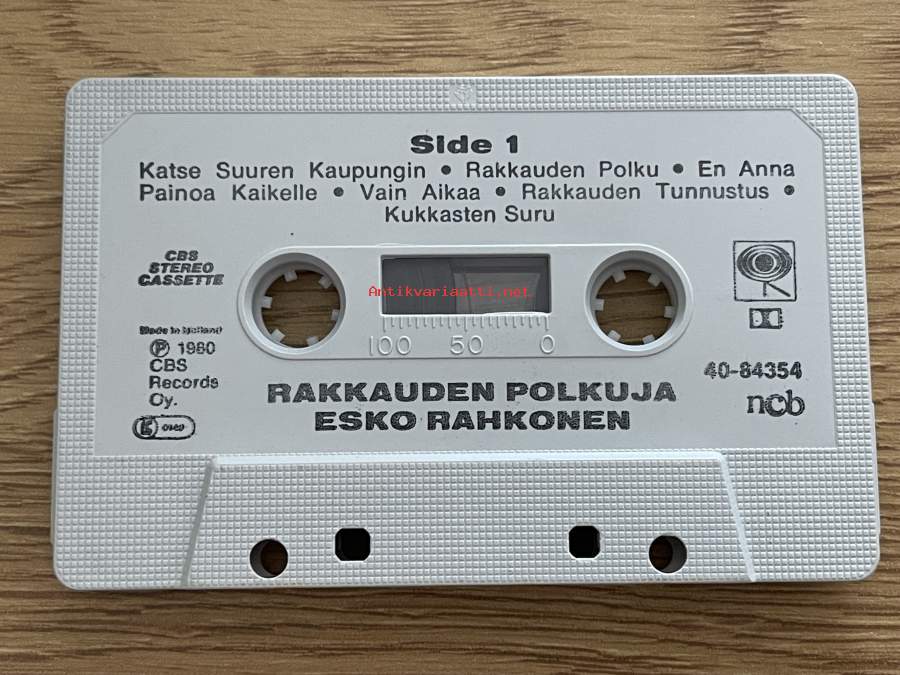 Side 1
Katse Suuren Kaupungin • Rakkauden Polku • En Anna
Painoa Kaikelle • Vain Aikaa • Rakkauden Tunnustus •
Kukkasten Suru
CBS
STEREO
CASSETTE
Antikvariaatti.net
100 50 0
Made in Holland
Ⓟ 1980
CBS
Records
Oy.
40-84354
ncb
RAKKAUDEN POLKUJA
ESKO RAHKONEN